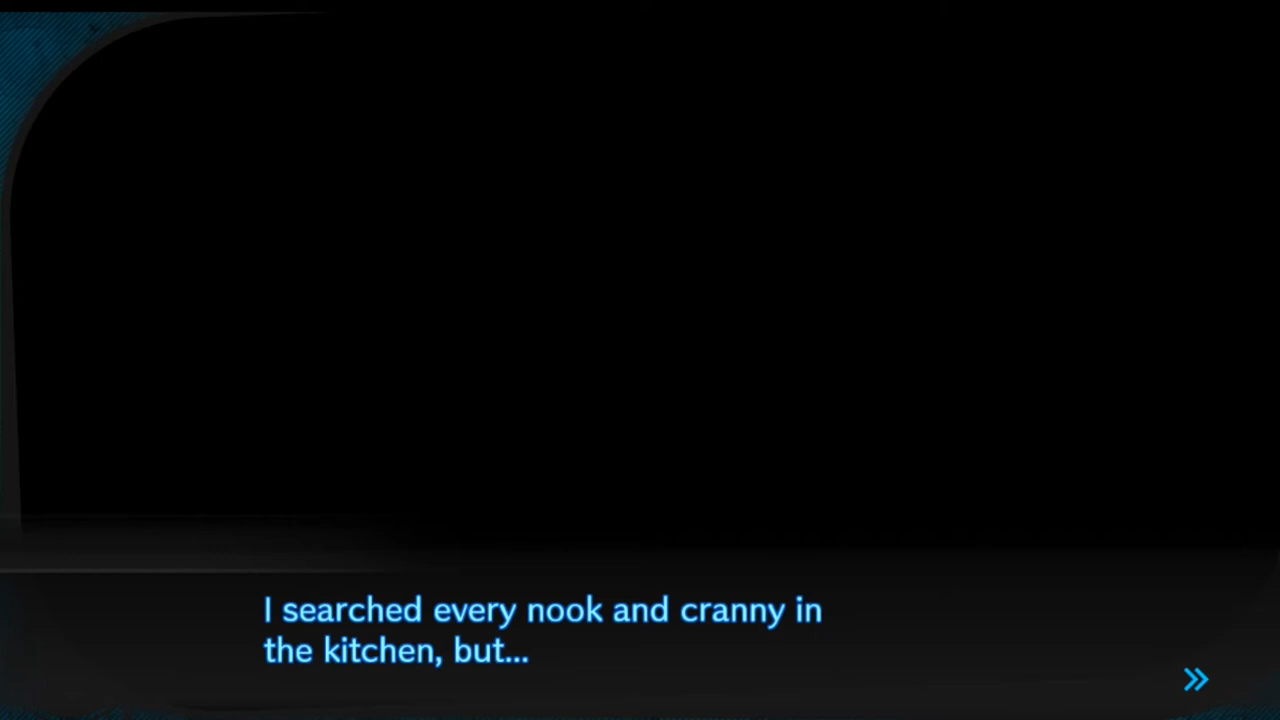 I searched every nook and cranny in
the kitchen, but...